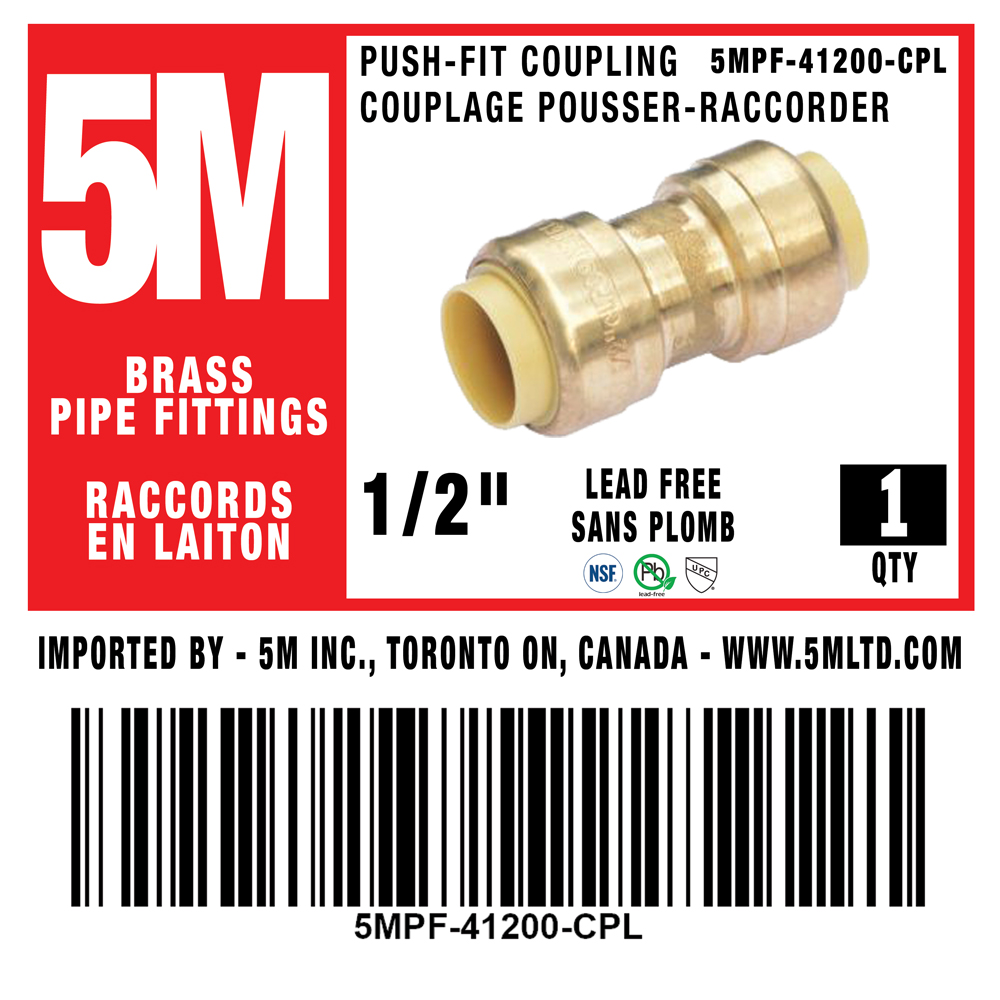 5M
BRASS
PIPE FITTINGS
RACCORDS
EN LAITON
PUSH-FIT COUPLING 5MPF-41200-CPL
COUPLAGE POUSSER-RACCORDER
1/2"
LEAD FREE
SANS PLOMB
NSF
Pb
lead-free
UPC
1
QTY
IMPORTED BY - 5M INC., TORONTO ON, CANADA - WWW.5MLTD.COM
5MPF-41200-CPL